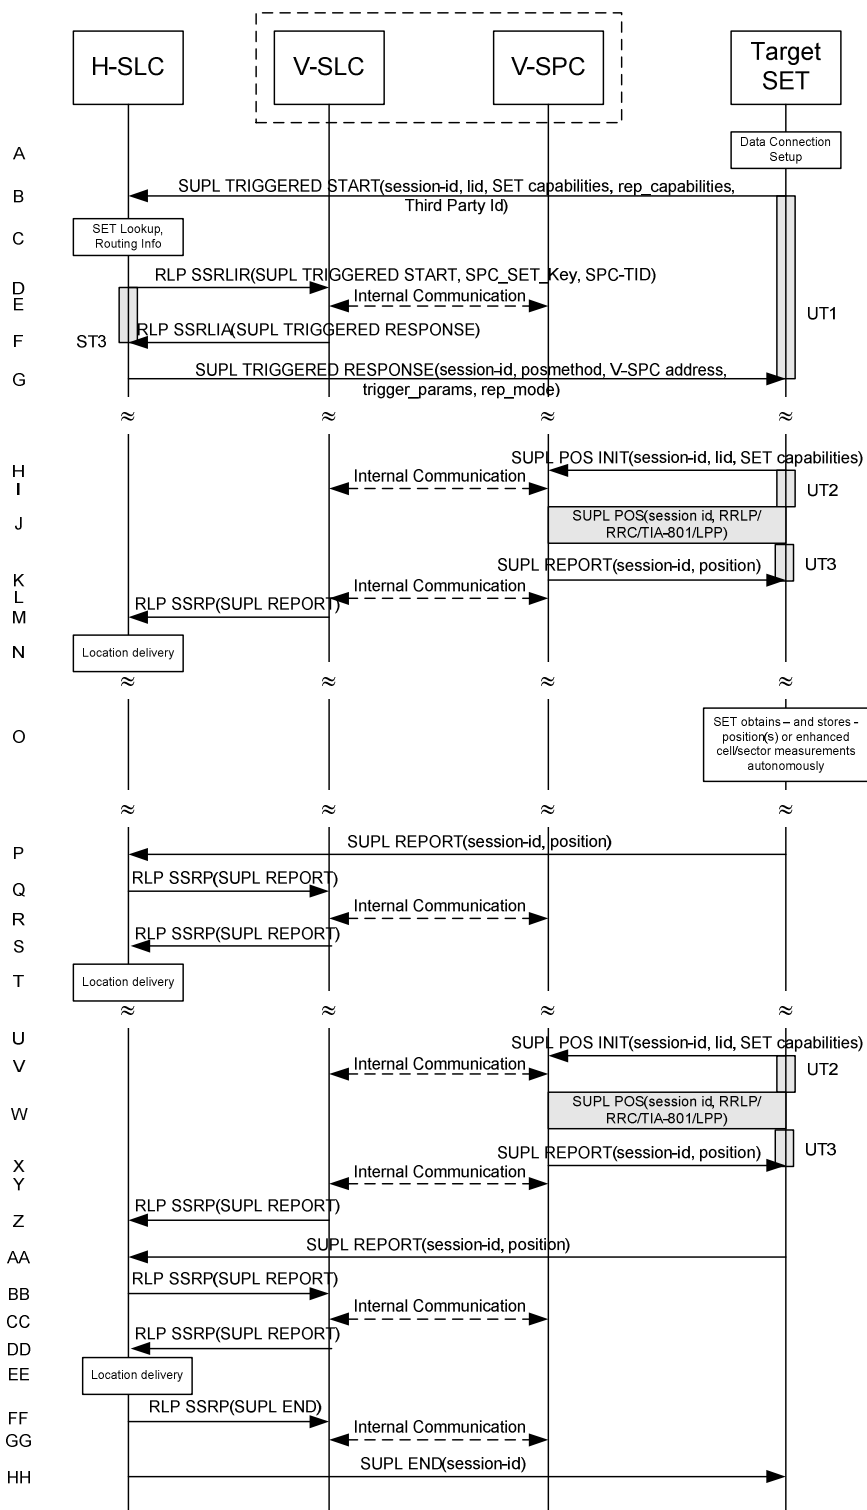 H-SLC
V-SLC
V-SPC
Target
SET
A
Data Connection
Setup
B
SUPL TRIGGERED START(session-id, lid, SET capabilities, rep_capabilities,
Third Party Id)
C
SET Lookup,
Routing Info
D
RLP SSRLIR(SUPL TRIGGERED START, SPC_SET_Key, SPC-TID)
E
Internal Communication
UT1
F
ST3
RLP SSRLIA(SUPL TRIGGERED RESPONSE)
G
SUPL TRIGGERED RESPONSE(session-id, posmethod, V-SPC address,
trigger_params, rep_mode)
≈ ≈ ≈ ≈
H
SUPL POS INIT(session-id, lid, SET capabilities)
I
Internal Communication
UT2
J
SUPL POS(session id, RRLP/
RRC/TIA-801/LPP)
K
SUPL REPORT(session-id, position)
UT3
L
Internal Communication
M
RLP SSRP(SUPL REPORT)
N
Location delivery
≈ ≈ ≈ ≈
O
SET obtains – and stores -
position(s) or enhanced
cell/sector measurements
autonomously
≈ ≈ ≈ ≈
P
SUPL REPORT(session-id, position)
Q
RLP SSRP(SUPL REPORT)
R
Internal Communication
S
RLP SSRP(SUPL REPORT)
T
Location delivery
≈ ≈ ≈ ≈
U
SUPL POS INIT(session-id, lid, SET capabilities)
V
Internal Communication
UT2
W
SUPL POS(session id, RRLP/
RRC/TIA-801/LPP)
X
SUPL REPORT(session-id, position)
UT3
Y
Internal Communication
Z
RLP SSRP(SUPL REPORT)
AA
SUPL REPORT(session-id, position)
BB
RLP SSRP(SUPL REPORT)
CC
Internal Communication
DD
RLP SSRP(SUPL REPORT)
EE
Location delivery
FF
RLP SSRP(SUPL END)
GG
Internal Communication
HH
SUPL END(session-id)